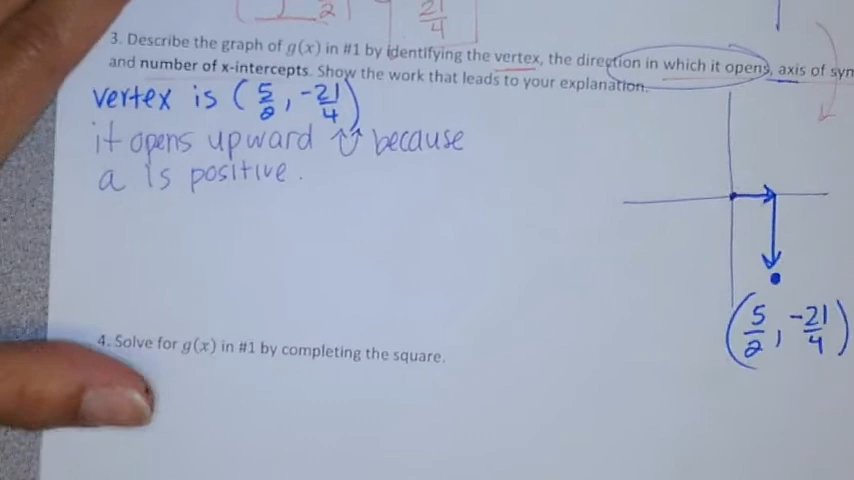 2
21
4
3. Describe the graph of g(x) in #1 by identifying the vertex, the direction in which it opens, axis of sym
and number of x-intercepts. Show the work that leads to your explanation.
vertex is (5/2, -21/4)
it opens upward because
a is positive.
(5/2, -21/4)
4. Solve for g(x) in #1 by completing the square.